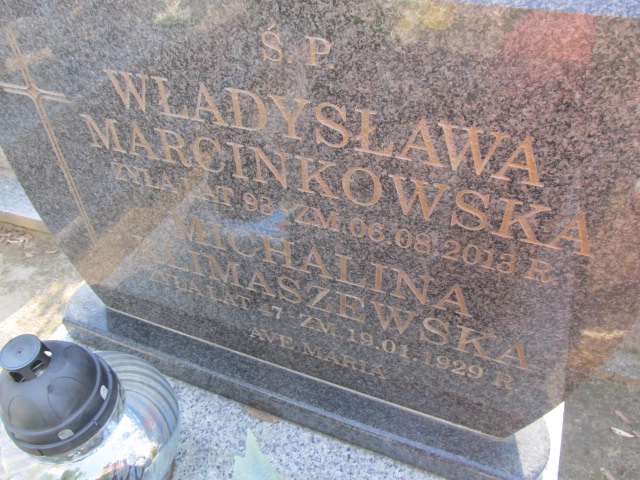 Ś. P.
WŁADYSŁAWA
MARCINKOWSKA
ŻYŁA LAT 93 ZM 06.08.2013 R.
MICHALINA
KLIMASZEWSKA
ŻYŁA LAT 47 ZM. 19.01.1929 R.
AVE MARIA